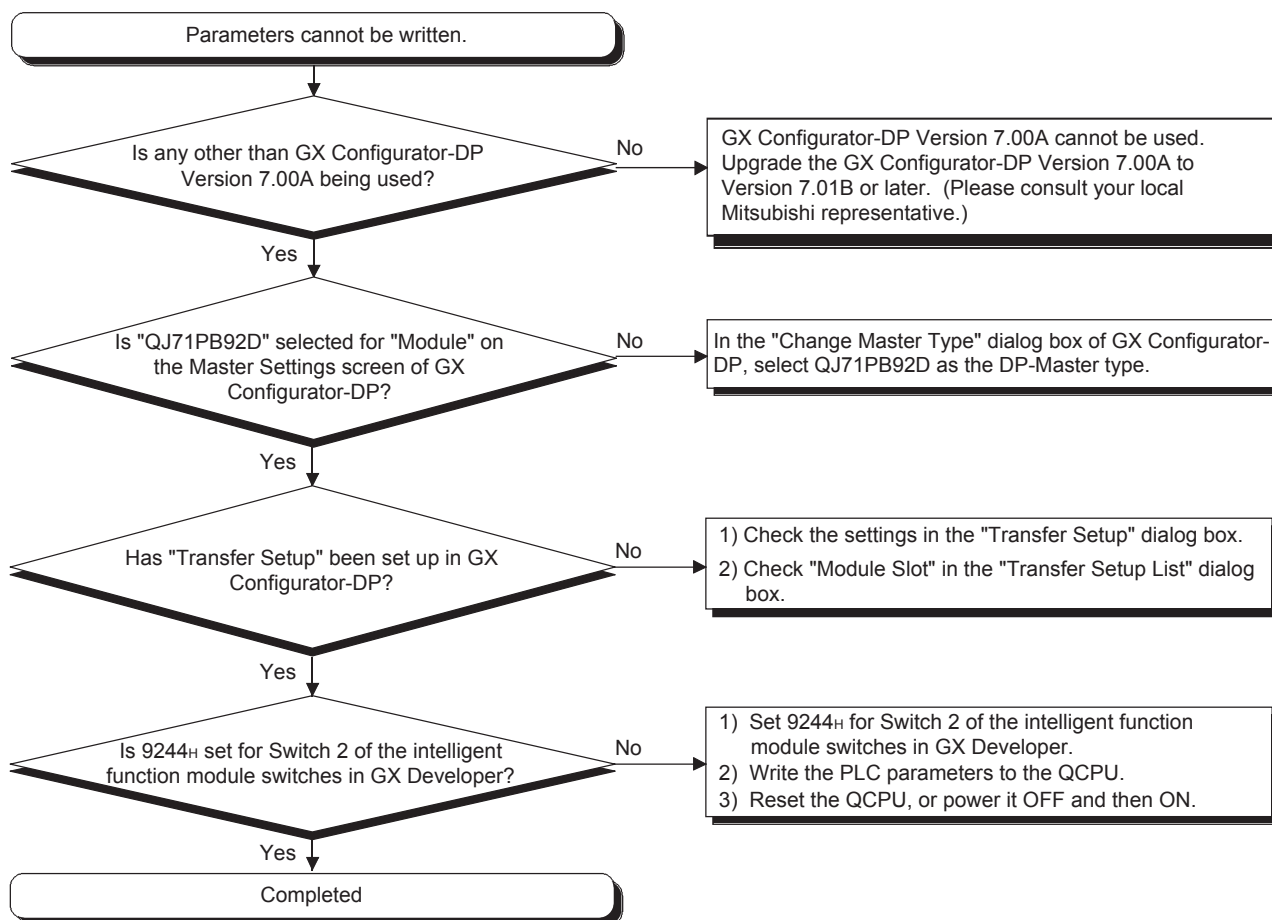 Parameters cannot be written.
Is any other than GX Configurator-DP
Version 7.00A being used?
No
GX Configurator-DP Version 7.00A cannot be used.
Upgrade the GX Configurator-DP Version 7.00A to
Version 7.01B or later. (Please consult your local
Mitsubishi representative.)
Yes
Is "QJ71PB92D" selected for "Module" on
the Master Settings screen of GX
Configurator-DP?
No
In the "Change Master Type" dialog box of GX Configurator-
DP, select QJ71PB92D as the DP-Master type.
Yes
Has "Transfer Setup" been set up in GX
Configurator-DP?
No
1) Check the settings in the "Transfer Setup" dialog box.
2) Check "Module Slot" in the "Transfer Setup List" dialog
box.
Yes
Is 9244H set for Switch 2 of the intelligent
function module switches in GX Developer?
No
1) Set 9244H for Switch 2 of the intelligent function
module switches in GX Developer.
2) Write the PLC parameters to the QCPU.
3) Reset the QCPU, or power it OFF and then ON.
Yes
Completed